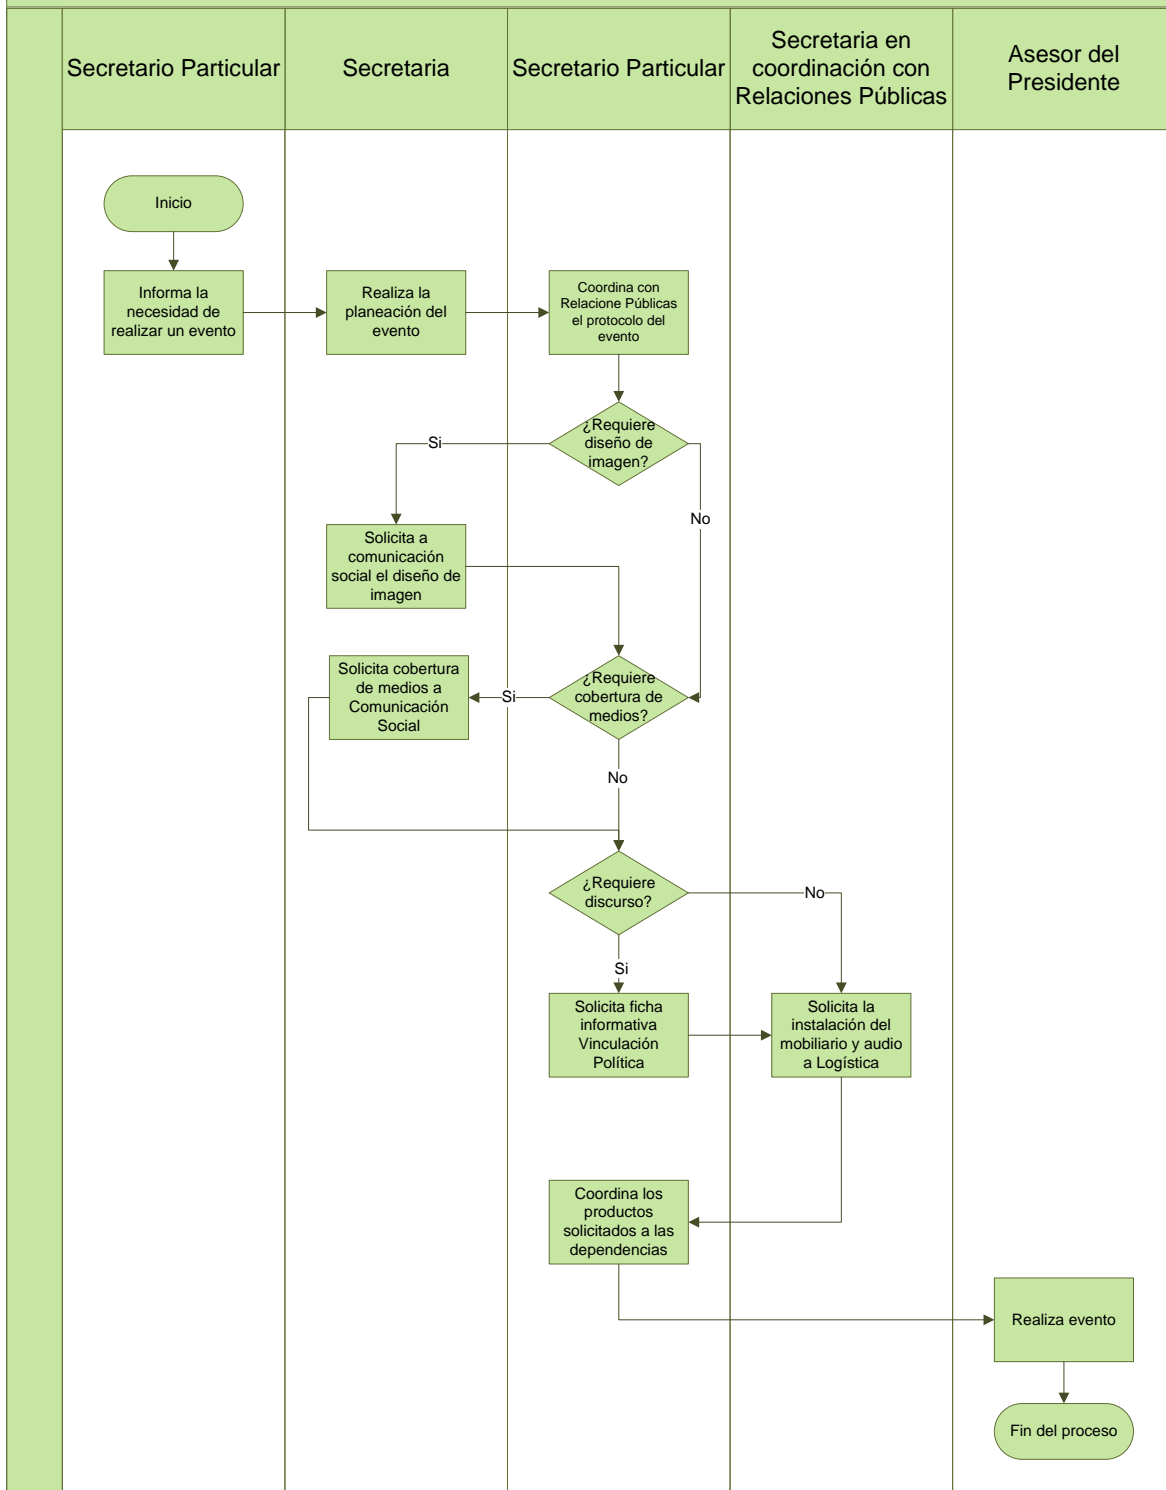 Secretario Particular
Secretaria
Secretario Particular
Secretaria en
coordinación con
Relaciones Públicas
Asesor del
Presidente
Inicio
Informa la
necesidad de
realizar un evento
Realiza la
planeación del
evento
Coordina con
Relacione Públicas
el protocolo del
evento
¿Requiere
diseño de
imagen?
Si
No
Solicita a
comunicación
social el diseño de
imagen
Solicita cobertura
de medios a
Comunicación
Social
Si
¿Requiere
cobertura de
medios?
No
¿Requiere
discurso?
No
Si
Solicita ficha
informativa
Vinculación
Política
Solicita la
instalación del
mobiliario y audio
a Logística
Coordina los
productos
solicitados a las
dependencias
Realiza evento
Fin del proceso